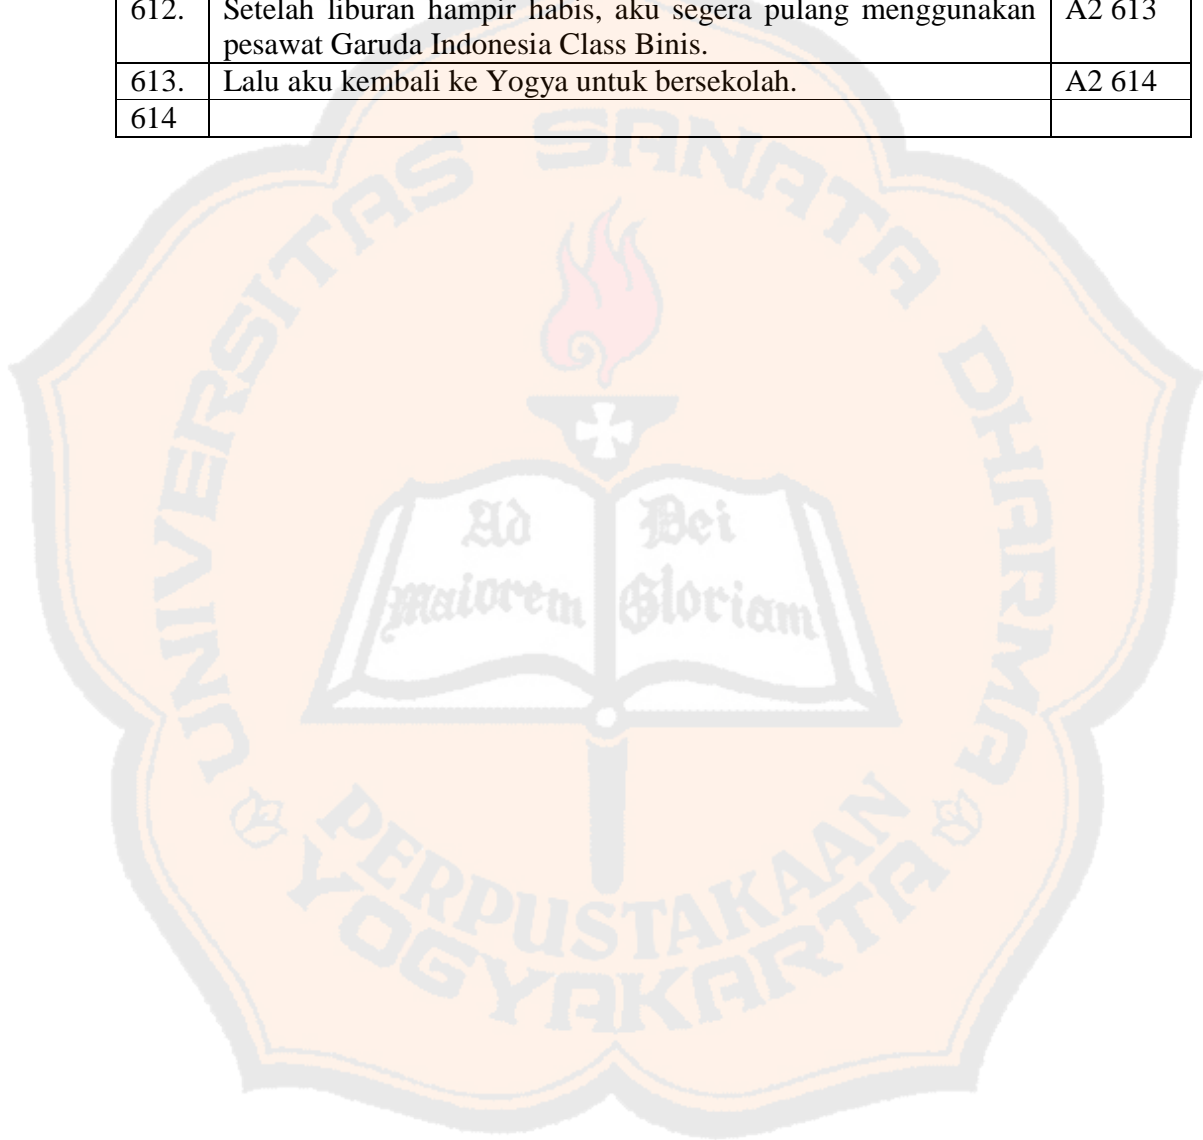 612. Setelah liburan hampir habis, aku segera pulang menggunakan A2 613
pesawat Garuda Indonesia Class Binis.
613. Lalu aku kembali ke Yogya untuk bersekolah. A2 614
614
UNIVERSITAS SANATA DHARMA
Ad Dei
Maiorem Gloriam
PERPUSTAKAAN
YOGYAKARTA